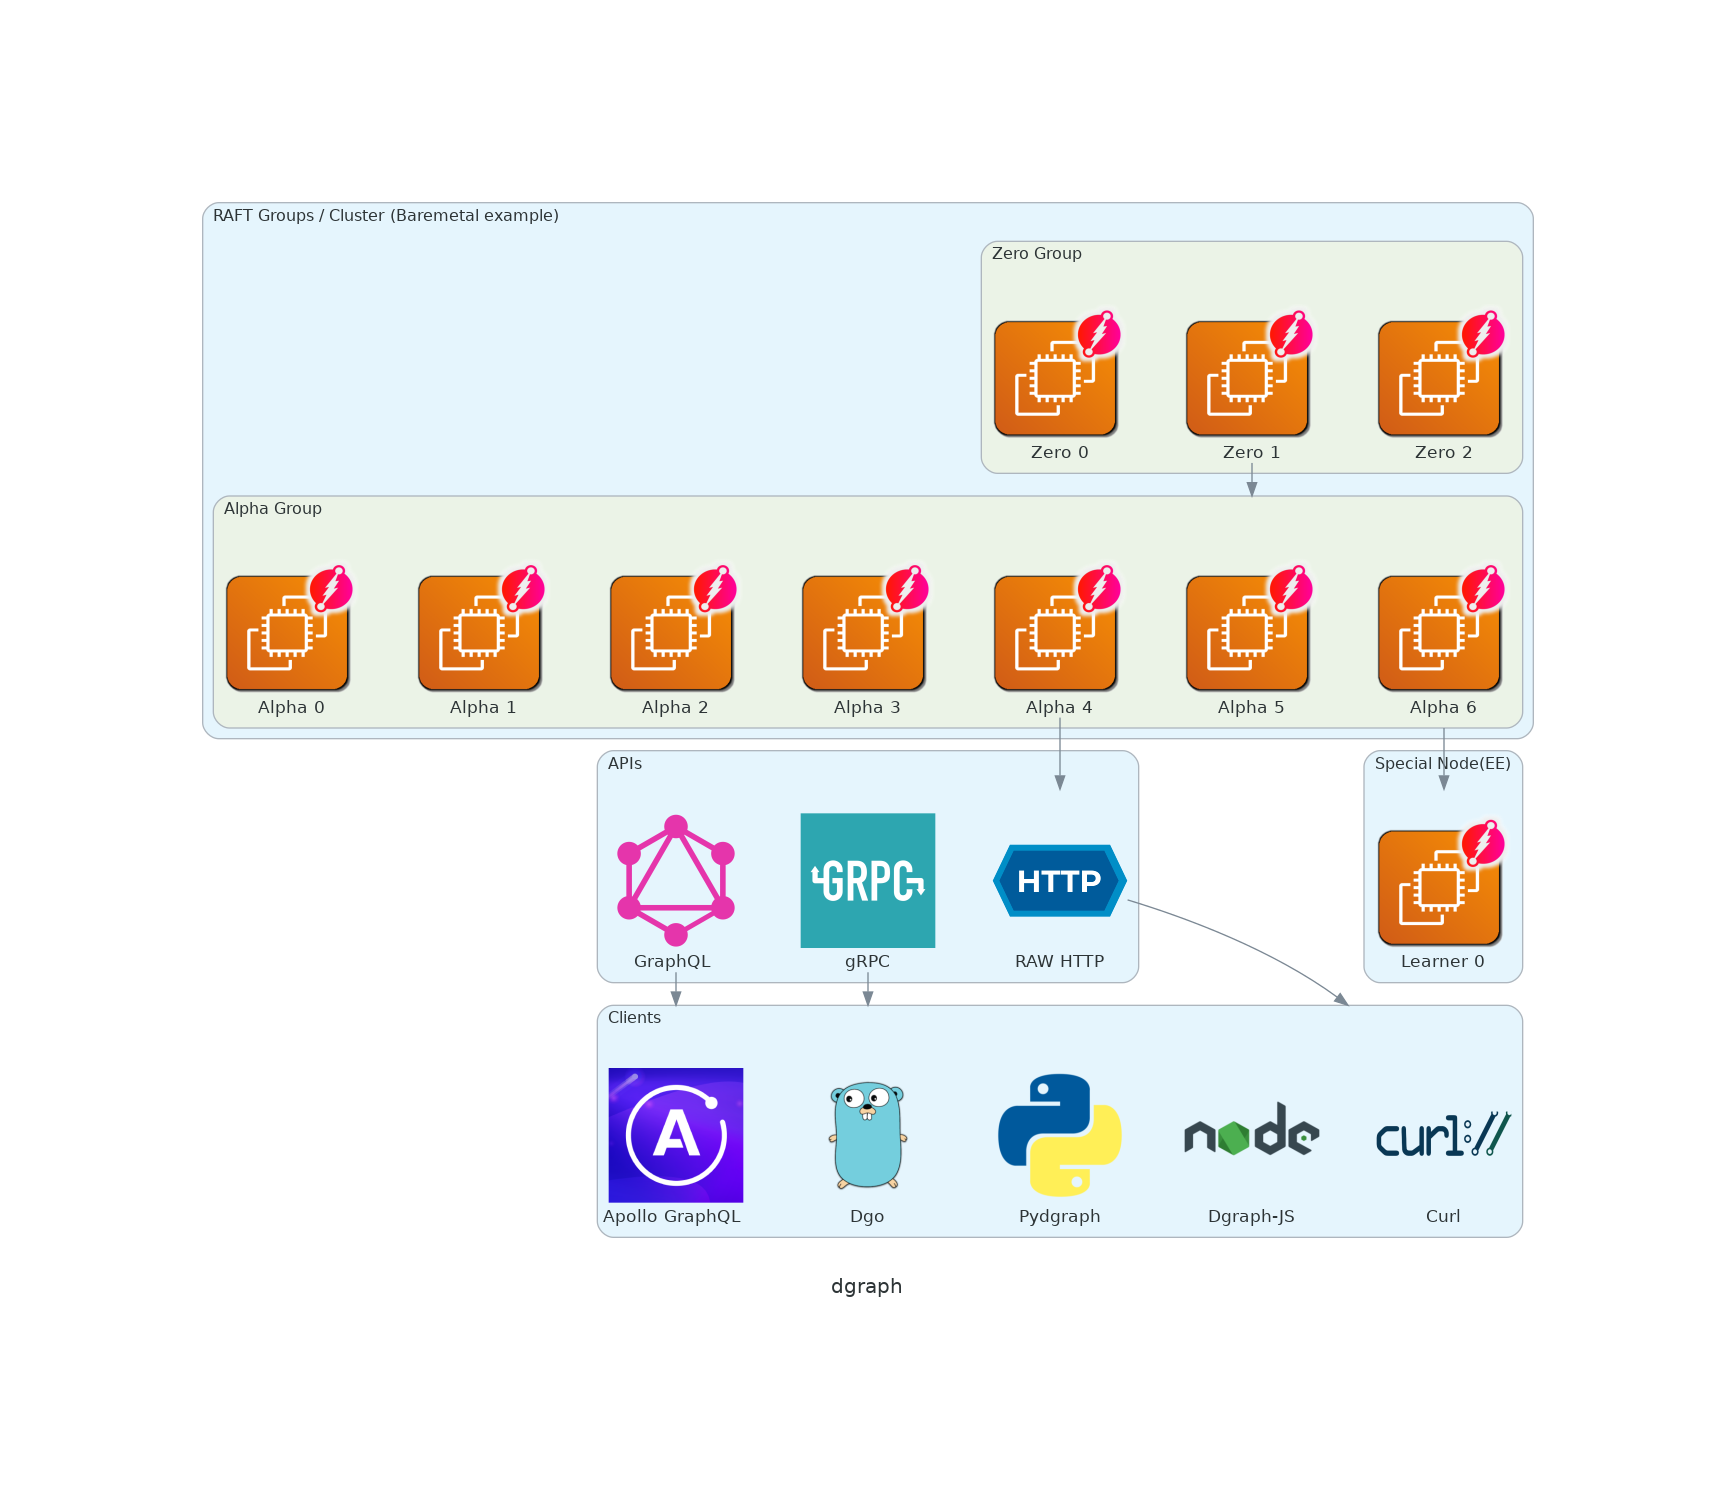 RAFT Groups / Cluster (Baremetal example)
Zero Group
Zero 0
Zero 1
Zero 2
Alpha Group
Alpha 0
Alpha 1
Alpha 2
Alpha 3
Alpha 4
Alpha 5
Alpha 6
APIs
Special Node(EE)
GRPC
HTTP
GraphQL
gRPC
RAW HTTP
Learner 0
Clients
A
node
curl://
Apollo GraphQL
Dgo
Pydgraph
Dgraph-JS
Curl
dgraph